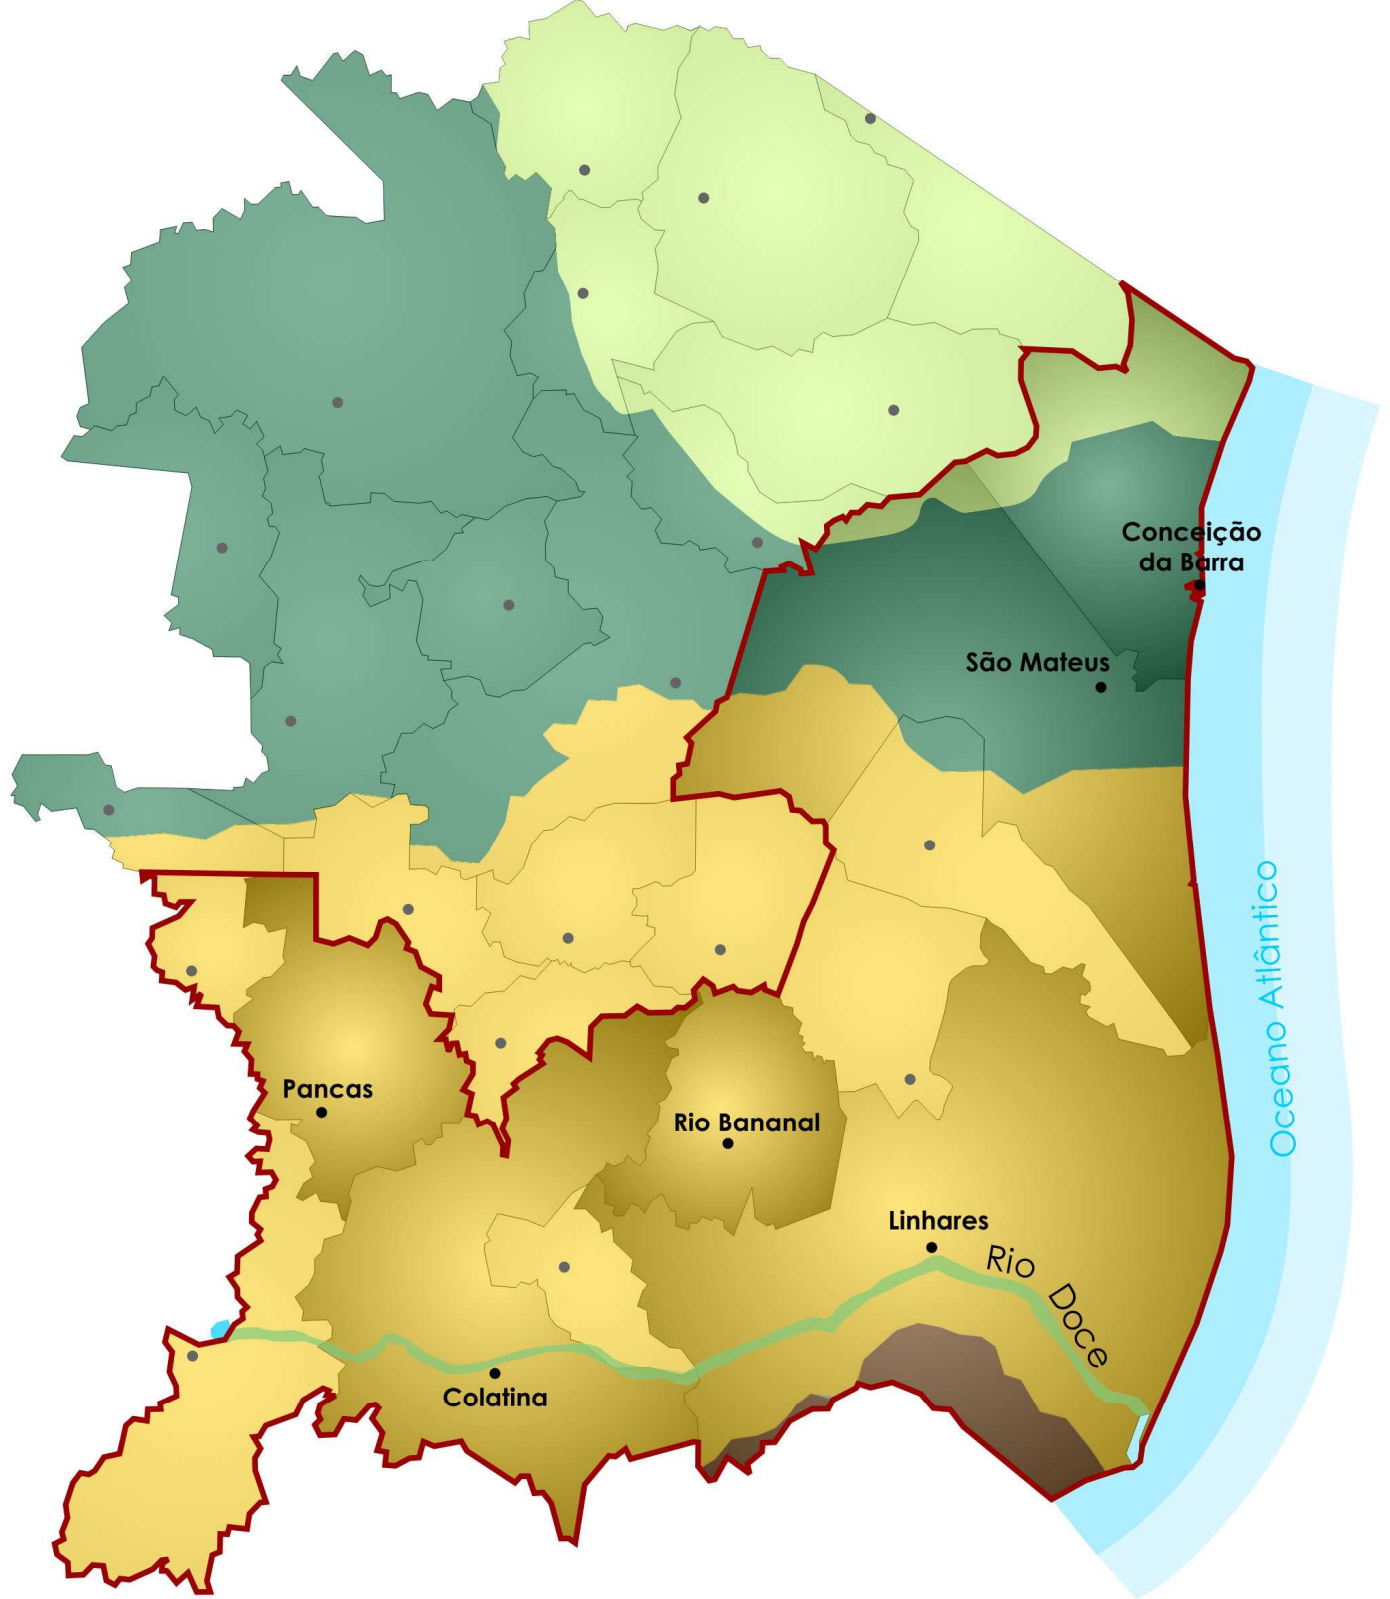 Conceição
da Barra
São Mateus
Oceano Atlântico
Pancas
Rio Bananal
Linhares
Rio Doce
Colatina